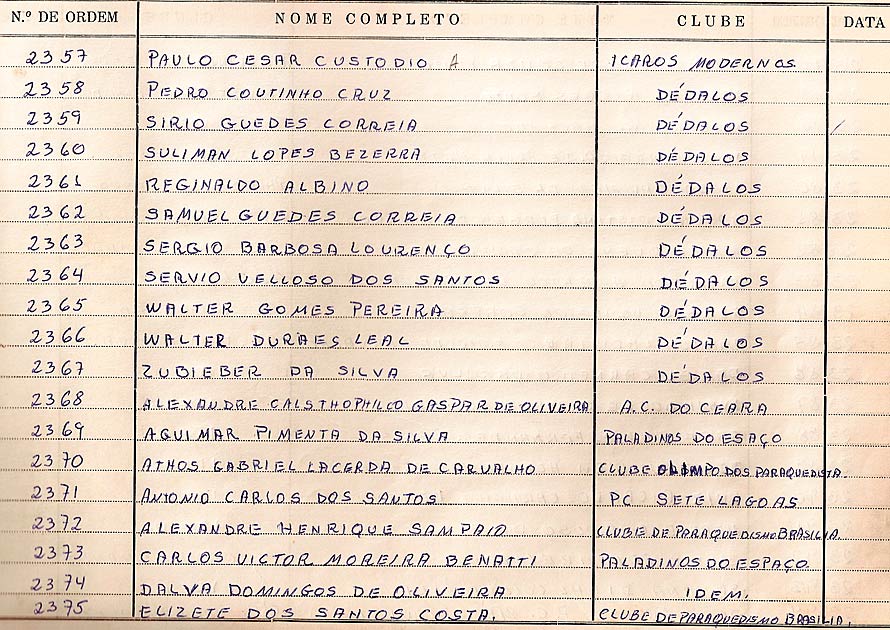 N.º DE ORDEM NOME COMPLETO CLUBE DATA
2357 PAULO CESAR CUSTODIO A ICAROS MODERNOS
2358 PEDRO COUTINHO CRUZ DÉDALOS
2359 SIRIO GUEDES CORREIA DÉDALOS
2360 SULIMAN LOPES BEZERRA DÉDALOS
2361 REGINALDO ALBINO DÉDALOS
2362 SAMUEL GUEDES CORREIA DÉDALOS
2363 SERGIO BARBOSA LOURENÇO DÉDALOS
2364 SERVIO VELLOSO DOS SANTOS DÉDALOS
2365 WALTER GOMES PEREIRA DÉDALOS
2366 WALTER DURAES LEAL DÉDALOS
2367 ZUBIEBER DA SILVA DÉDALOS
2368 ALEXANDRE GASPAR DE OLIVEIRA A.C. DO CEARA
2369 AGUIMAR PIMENTA DA SILVA PALADINOS DO ESAÇO
2370 ATHOS GABRIEL LACERDA DE CARVALHO CLUBE OLIMPO DOS PARAQUEDISTA
2371 ANTONIO CARLOS DOS SANTOS PC SETE LAGOAS
2372 ALEXANDRE HENRIQUE SAMPAIO CLUBE DE PARAQUEDISMO BRASILIA.
2373 CARLOS VICTOR MOREIRA BENATTI PALADINOS DO ESPAÇO.
2374 DALVA DOMINGOS DE OLIVEIRA IDEM.
2375 ELIZETE DOS SANTOS COSTA. CLUBE DE PARAQUEDISMO BRASILIA.